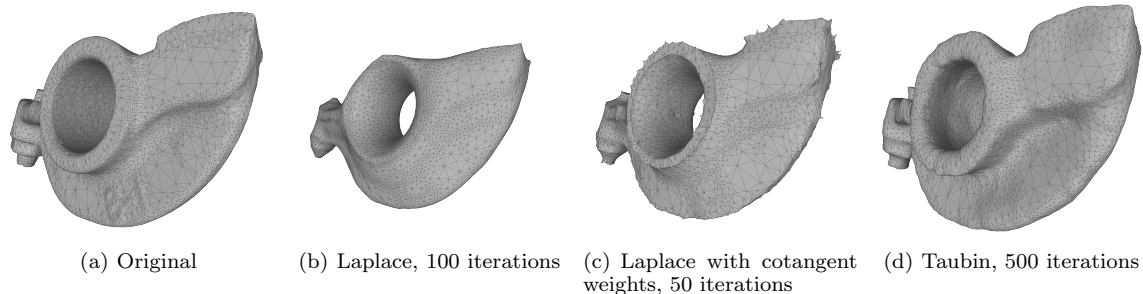 (a) Original
(b) Laplace, 100 iterations
(c) Laplace with cotangent
weights, 50 iterations
(d) Taubin, 500 iterations